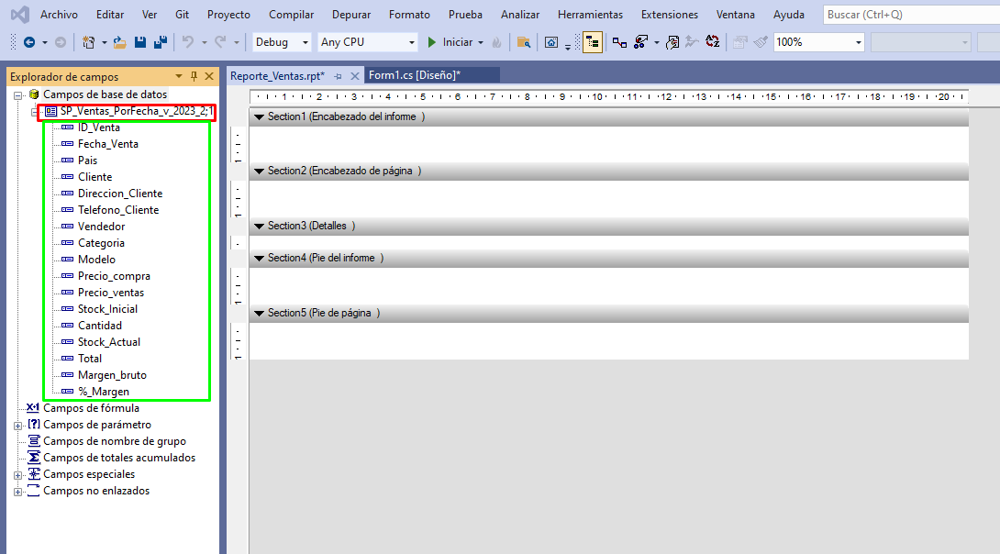 Archivo Editar Ver Git Proyecto Compilar Depurar Formato Prueba Analizar Herramientas Extensiones Ventana Ayuda Buscar (Ctrl+Q)
Debug Any CPU Iniciar 100%
Explorador de campos
Reporte_Ventas.rpt* Form1.cs [Diseño]*
Campos de base de datos
SP_Ventas_PorFecha_v_2023_2;1
ID_Venta
Fecha_Venta
Pais
Cliente
Direccion_Cliente
Telefono_Cliente
Vendedor
Categoria
Modelo
Precio_compra
Precio_ventas
Stock_Inicial
Cantidad
Stock_Actual
Total
Margen_bruto
%_Margen
Campos de fórmula
Campos de parámetro
Campos de nombre de grupo
Campos de totales acumulados
Campos especiales
Campos no enlazados
1 2 3 4 5 6 7 8 9 10 11 12 13 14 15 16 17 18 19 20
Section1 (Encabezado del informe )
Section2 (Encabezado de página )
Section3 (Detalles )
Section4 (Pie del informe )
Section5 (Pie de página )